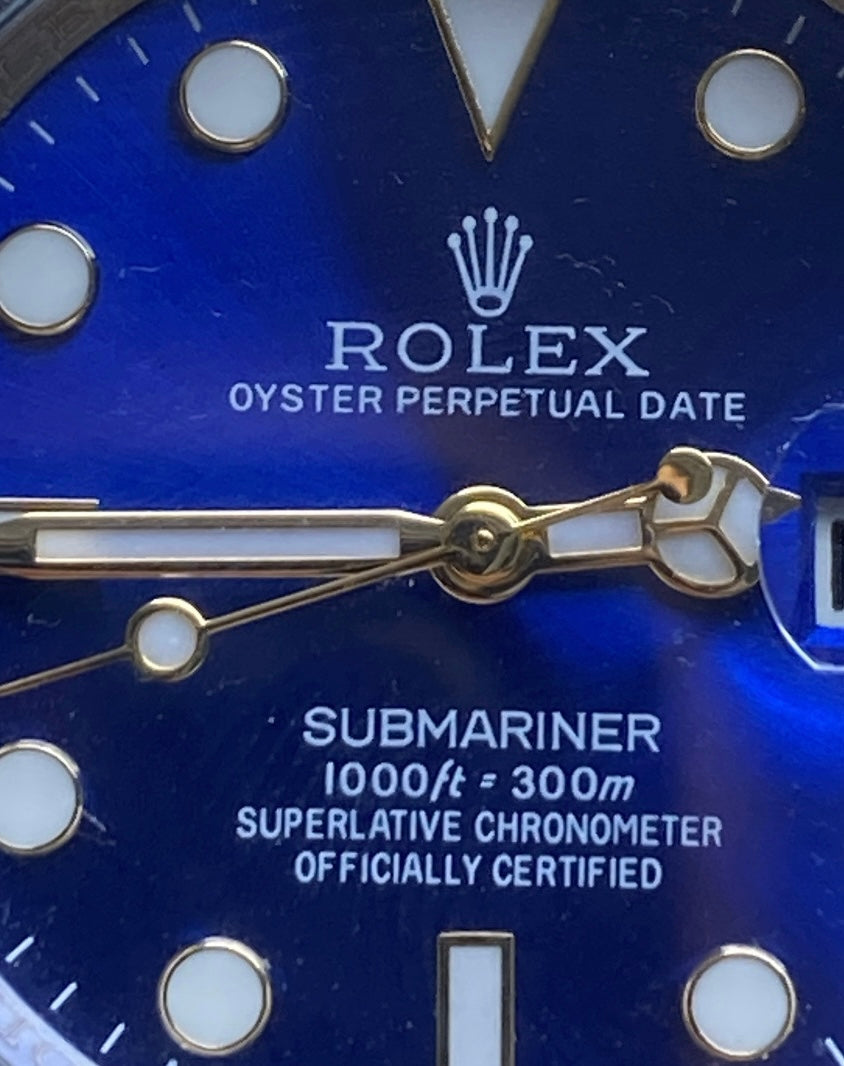 ROLEX
OYSTER PERPETUAL DATE
SUBMARINER
1000ft = 300m
SUPERLATIVE CHRONOMETER
OFFICIALLY CERTIFIED